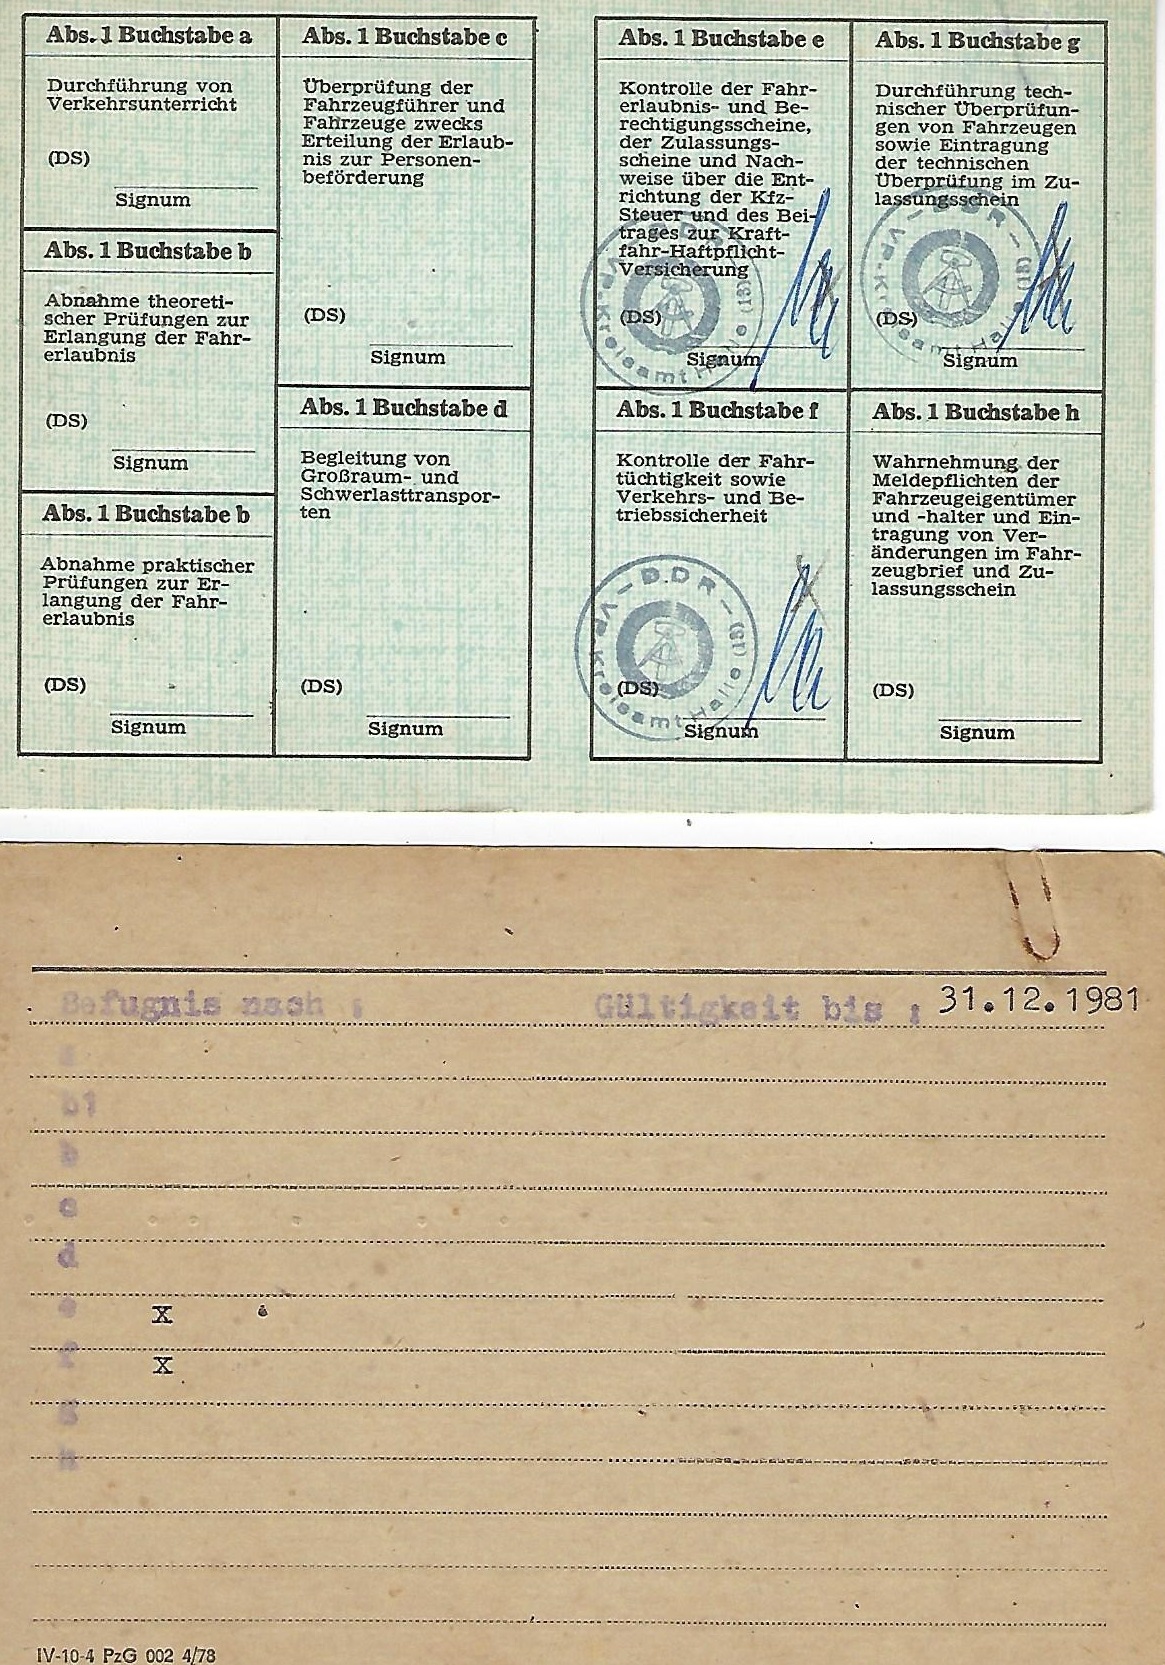 Abs. 1 Buchstabe a
Durchführung von
Verkehrsunterricht
(DS)
Signum
Abs. 1 Buchstabe b
Abnahme theoreti-
scher Prüfungen zur
Erlangung der Fahr-
erlaubnis
(DS)
Signum
Abs. 1 Buchstabe b
Abnahme praktischer
Prüfungen zur Er-
langung der Fahr-
erlaubnis
(DS)
Signum
Abs. 1 Buchstabe c
Überprüfung der
Fahrzeugführer und
Fahrzeuge zwecks
Erteilung der Erlaub-
nis zur Personen-
beförderung
(DS)
Signum
Abs. 1 Buchstabe d
Begleitung von
Großraum- und
Schwerlasttranspor-
ten
(DS)
Signum
Abs. 1 Buchstabe e
Kontrolle der Fahr-
erlaubnis- und Be-
rechtigungsscheine,
der Zulassungs-
scheine und Nach-
weise über die Ent-
richtung der Kfz-
Steuer und des Bei-
trages zur Kraft-
fahr-Haftpflicht-
Versicherung
(DS)
Signum
DDR
VP-Kreisamt Halle
Abs. 1 Buchstabe f
Kontrolle der Fahr-
tüchtigkeit sowie
Verkehrs- und Be-
triebssicherheit
(DS)
Signum
DDR
VP-Kreisamt Halle
Abs. 1 Buchstabe g
Durchführung tech-
nischer Überprüfun-
gen von Fahrzeugen
sowie Eintragung
der technischen
Überprüfung im Zu-
lassungsschein
(DS)
Signum
DDR
VP-Kreisamt Halle
Abs. 1 Buchstabe h
Wahrnehmung der
Meldepflichten der
Fahrzeugeigentümer
und -halter und Ein-
tragung von Ver-
änderungen im Fahr-
zeugbrief und Zu-
lassungsschein
(DS)
Signum
Befugnis nach : Gültigkeit bis : 31.12.1981
a
b1
b
c
d
e X
f X
g
h
IV-10-4 PzG 002 4/78